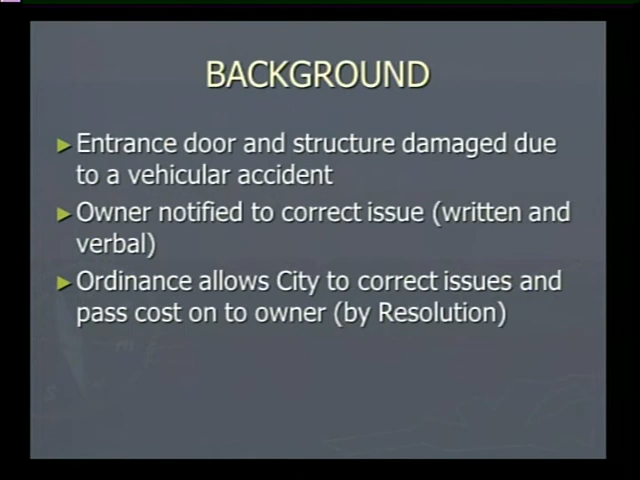 BACKGROUND
Entrance door and structure damaged due
to a vehicular accident
Owner notified to correct issue (written and
verbal)
Ordinance allows City to correct issues and
pass cost on to owner (by Resolution)